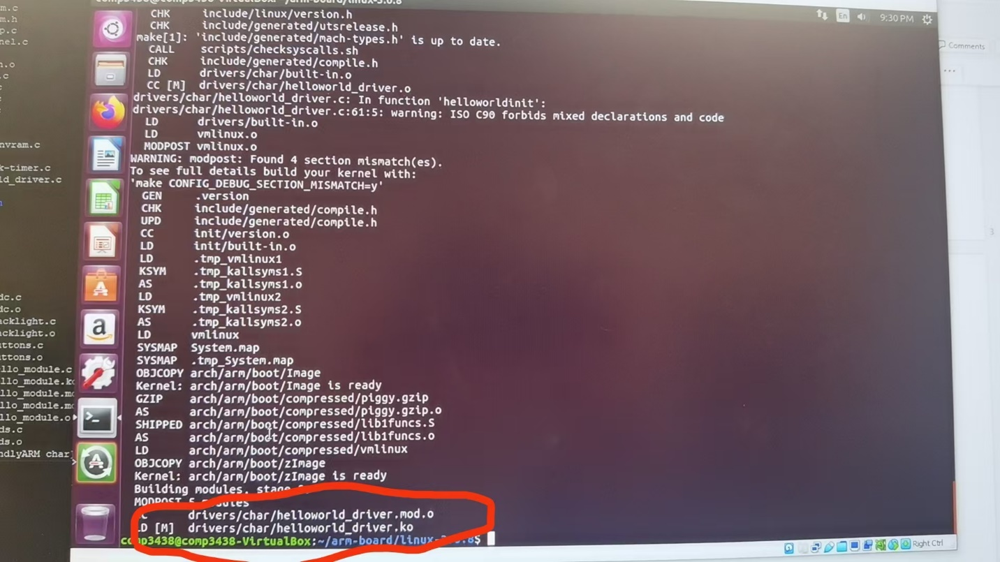 comp3438@comp3438-VirtualBox: ~/arm-board/linux-3.0.8
CHK include/linux/version.h
CHK include/generated/utsrelease.h
make[1]: 'include/generated/mach-types.h' is up to date.
CALL scripts/checksyscalls.sh
CHK include/generated/compile.h
LD drivers/char/built-in.o
CC [M] drivers/char/helloworld_driver.o
drivers/char/helloworld_driver.c: In function 'helloworldinit':
drivers/char/helloworld_driver.c:61:5: warning: ISO C90 forbids mixed declarations and code
LD drivers/built-in.o
LD vmlinux.o
MODPOST vmlinux.o
WARNING: modpost: Found 4 section mismatch(es).
To see full details build your kernel with:
'make CONFIG_DEBUG_SECTION_MISMATCH=y'
GEN .version
CHK include/generated/compile.h
UPD include/generated/compile.h
CC init/version.o
LD init/built-in.o
LD .tmp_vmlinux1
KSYM .tmp_kallsyms1.S
AS .tmp_kallsyms1.o
LD .tmp_vmlinux2
KSYM .tmp_kallsyms2.S
AS .tmp_kallsyms2.o
LD vmlinux
SYSMAP System.map
SYSMAP .tmp_System.map
OBJCOPY arch/arm/boot/Image
Kernel: arch/arm/boot/Image is ready
GZIP arch/arm/boot/compressed/piggy.gzip
AS arch/arm/boot/compressed/piggy.gzip.o
SHIPPED arch/arm/boot/compressed/lib1funcs.S
AS arch/arm/boot/compressed/lib1funcs.o
LD arch/arm/boot/compressed/vmlinux
OBJCOPY arch/arm/boot/zImage
Kernel: arch/arm/boot/zImage is ready
Building modules, stage
MODPOST 5 modules
drivers/char/helloworld_driver.mod.o
LD [M] drivers/char/helloworld_driver.ko
comp3438@comp3438-VirtualBox:~/arm-board/linux-3.0.8$
En
9:30 PM
Comments
3
Right Ctrl
m.c
m.h
p.c
nel.c
n.o
.c
nvram.c
k-timer.c
ld_driver.c
dc.c
dc.o
acklight.c
acklight.o
uttons.c
uttons.o
llo_module.c
llo_module.ko
llo_module.mo
llo_module.mo
llo_module.o
ds.c
ds.o
ndlyARM char]